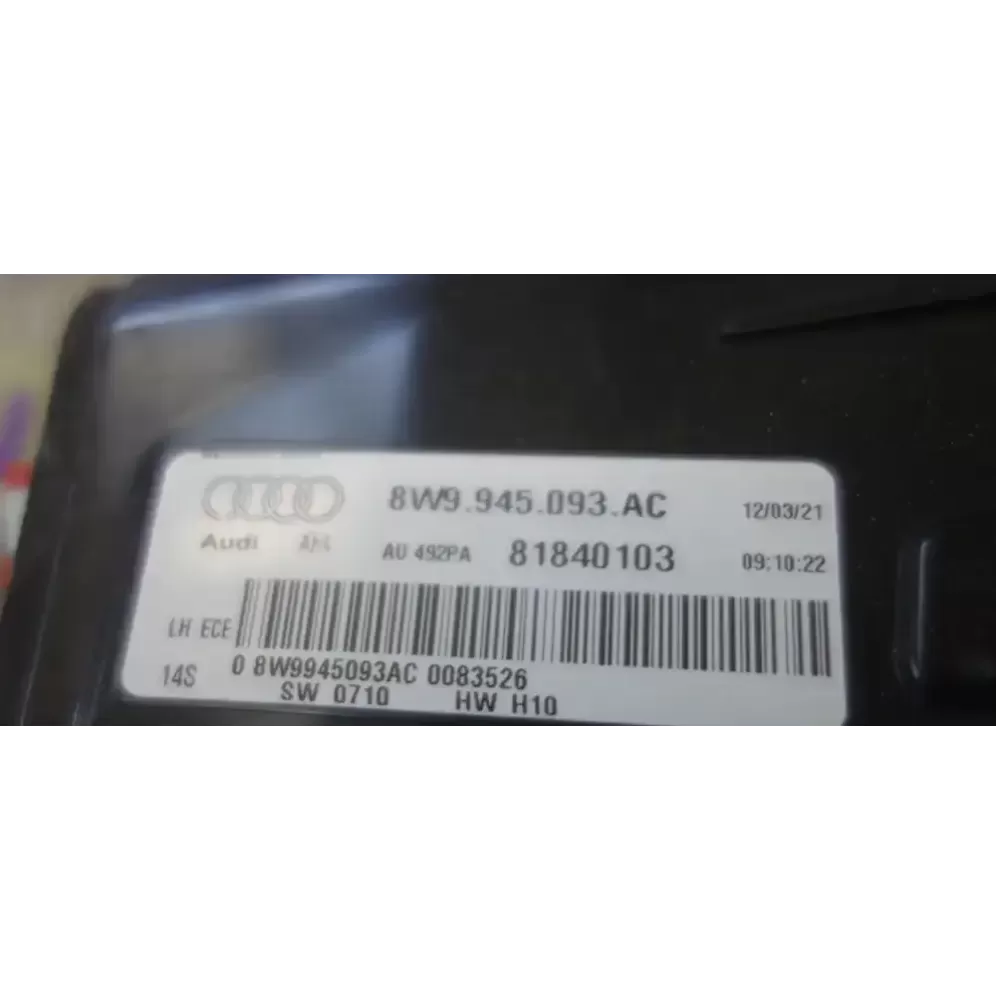 8W9.945.093.AC 12/03/21
Audi AU 492PA 81840103 09:10:22
LH ECE
14S 0 8W9945093AC 0083526
SW 0710 HW H10